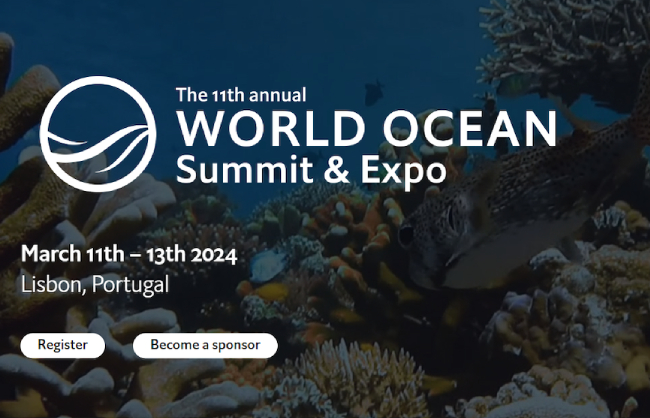 The 11th annual
WORLD OCEAN
Summit & Expo
March 11th – 13th 2024
Lisbon, Portugal
Register
Become a sponsor